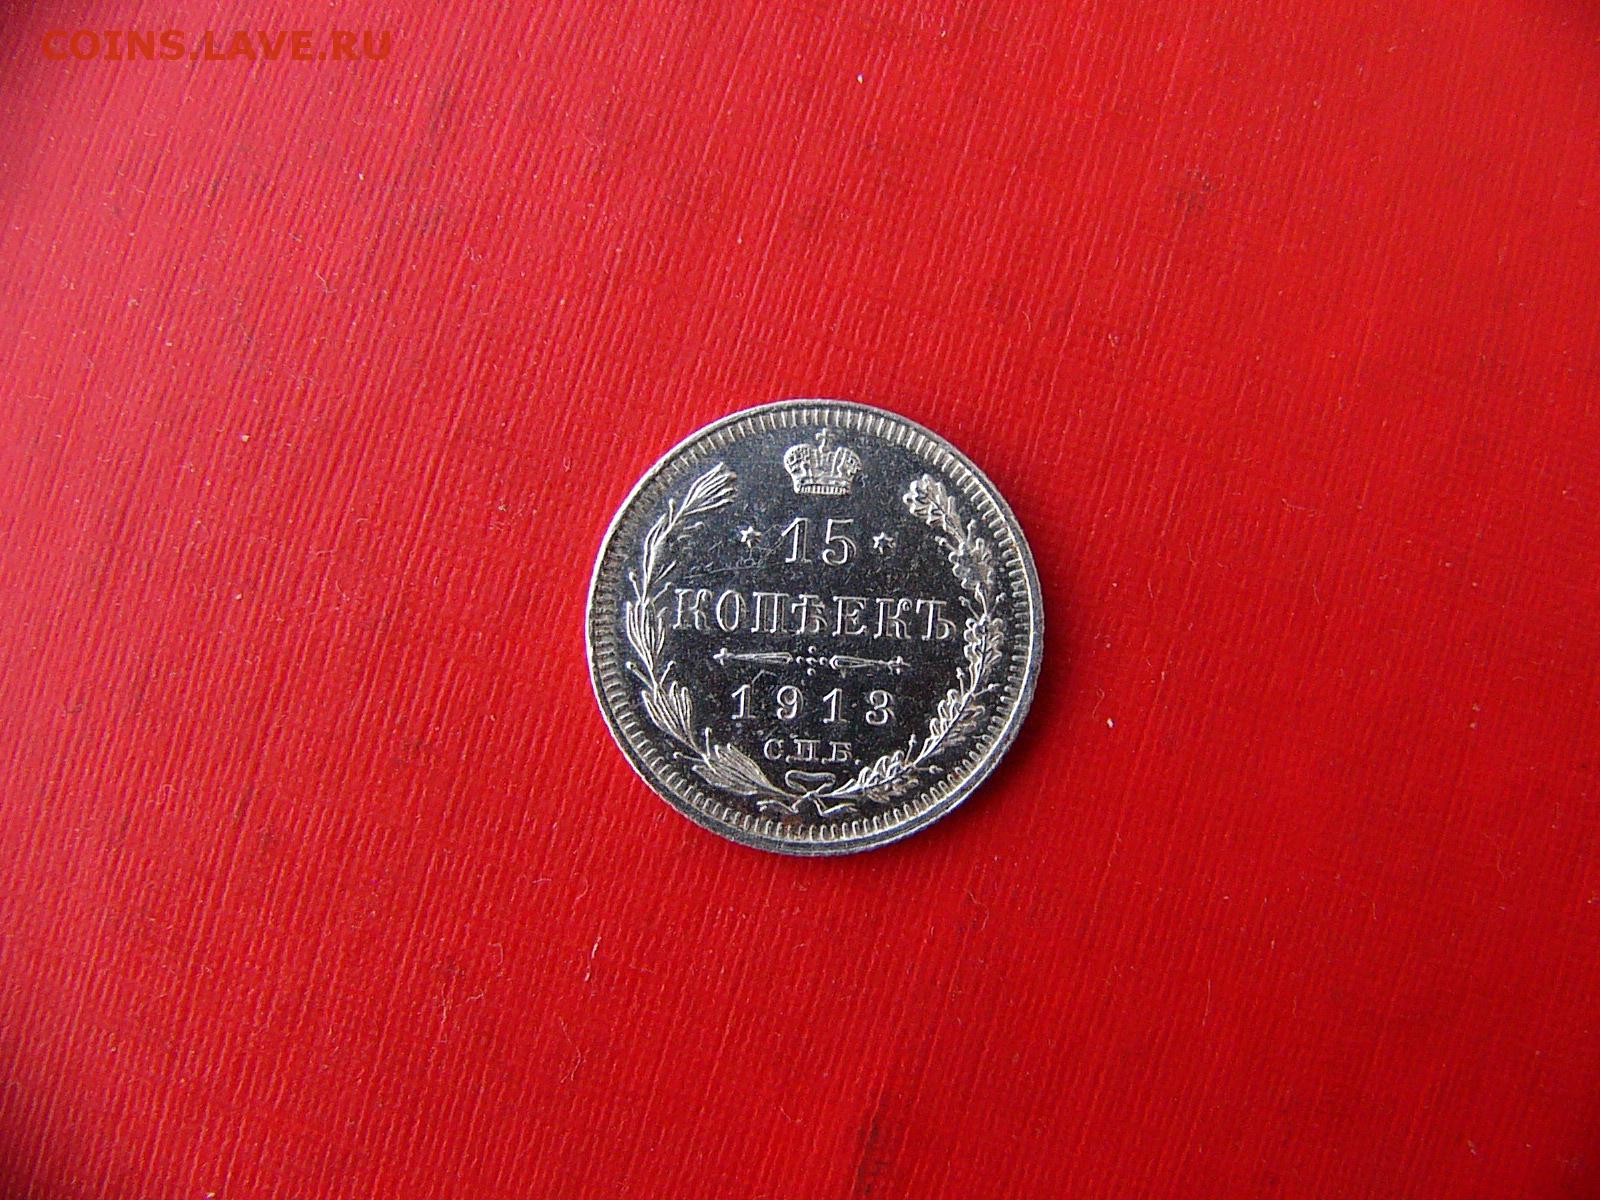 COINS.LAVE.RU
15
КОПѢЕКЪ
1913
С.П.Б.